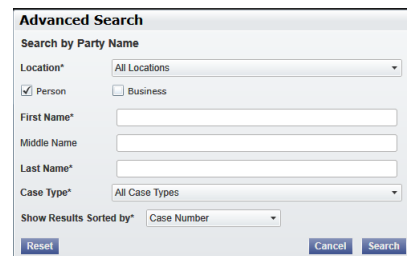 Advanced Search
Search by Party Name
Location* All Locations
Person Business
First Name*
Middle Name
Last Name*
Case Type* All Case Types
Show Results Sorted by* Case Number
Reset Cancel Search